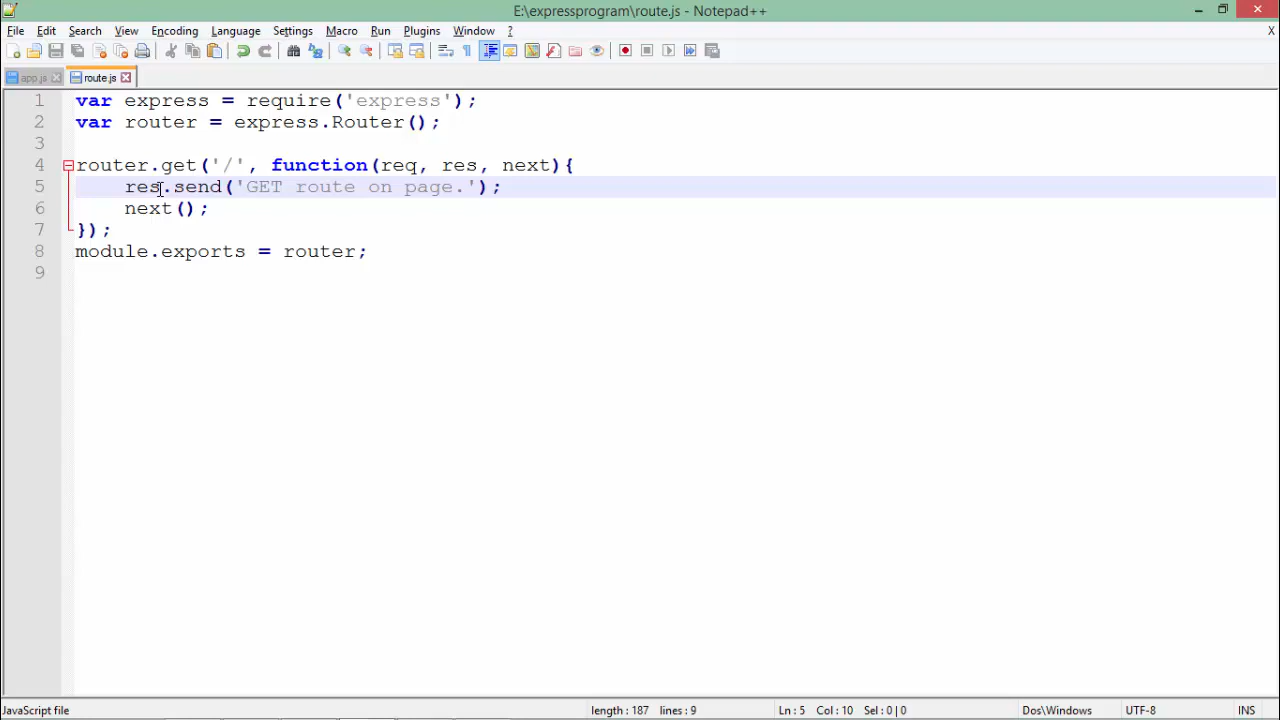 E:\expressprogram\route.js - Notepad++
File Edit Search View Encoding Language Settings Macro Run Plugins Window ? X
app.js route.js
1 var express = require('express');
2 var router = express.Router();
3
4 router.get('/', function(req, res, next){
5 res.send('GET route on page.');
6 next();
7 });
8 module.exports = router;
9
JavaScript file length : 187 lines : 9 Ln : 5 Col : 10 Sel : 0 | 0 Dos\Windows UTF-8 INS